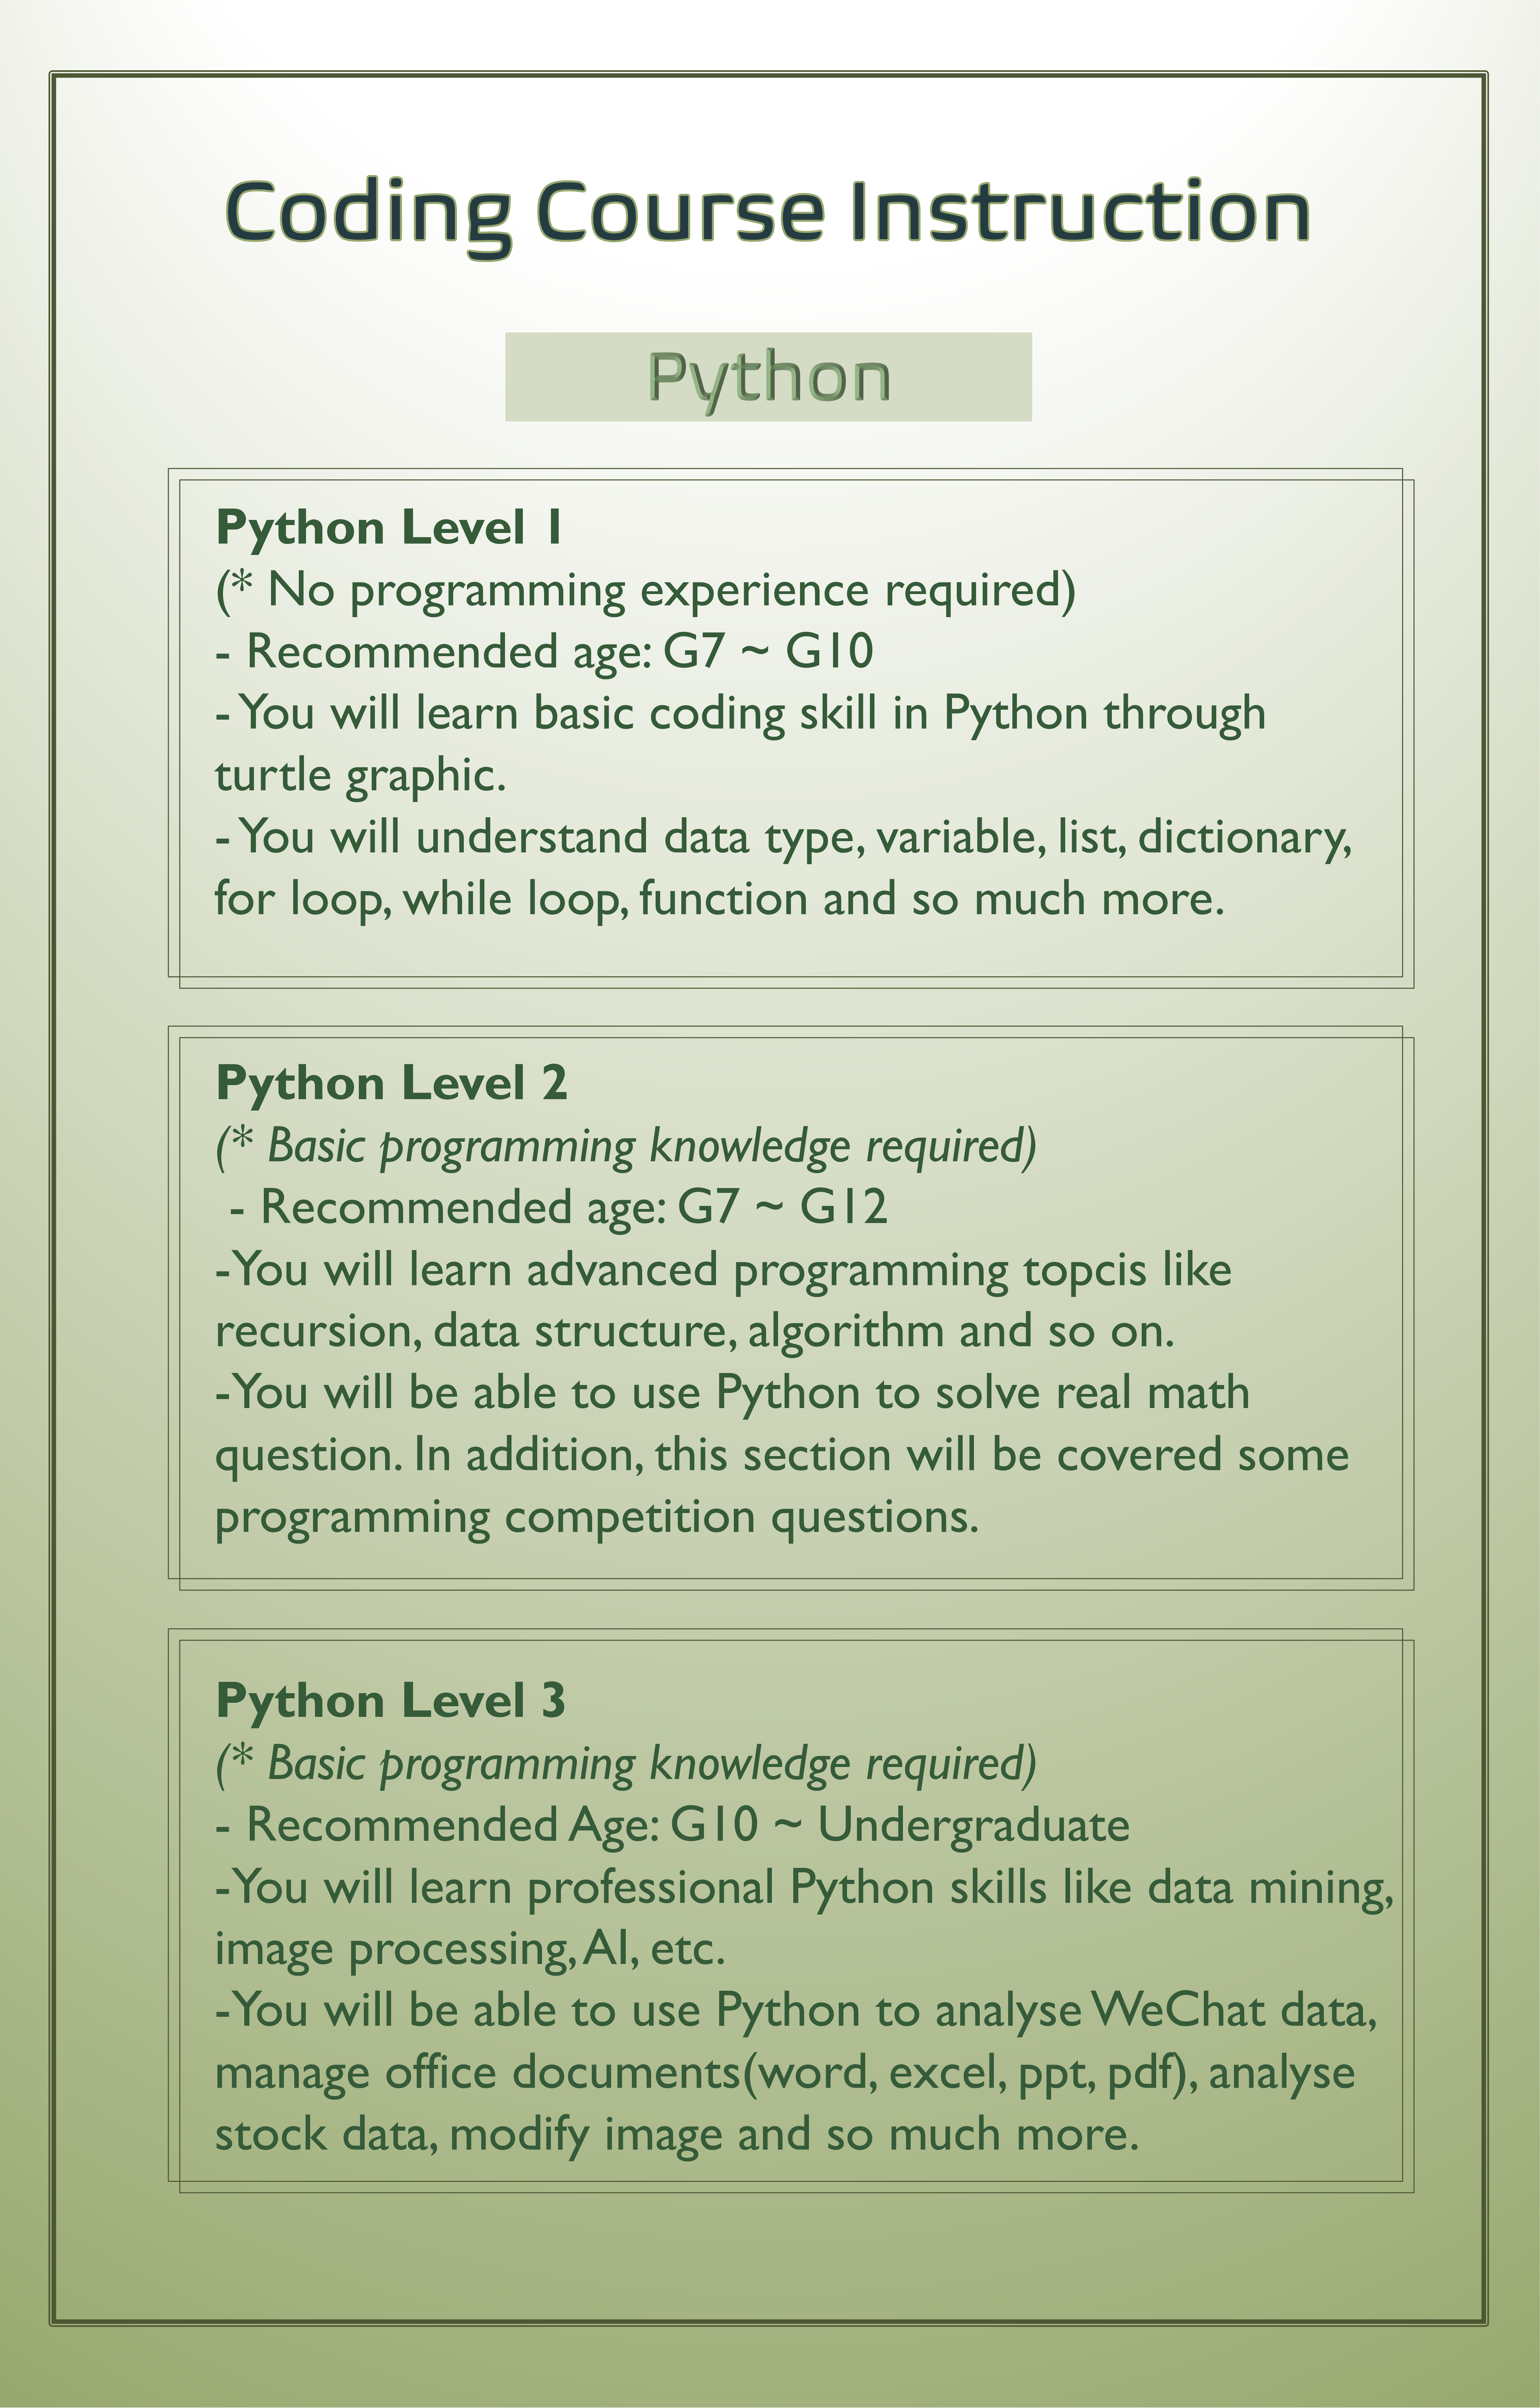 Coding Course Instruction
Python
Python Level 1
(* No programming experience required)
- Recommended age: G7 ~ G10
- You will learn basic coding skill in Python through
turtle graphic.
- You will understand data type, variable, list, dictionary,
for loop, while loop, function and so much more.
Python Level 2
(* Basic programming knowledge required)
- Recommended age: G7 ~ G12
-You will learn advanced programming topcis like
recursion, data structure, algorithm and so on.
-You will be able to use Python to solve real math
question. In addition, this section will be covered some
programming competition questions.
Python Level 3
(* Basic programming knowledge required)
- Recommended Age: G10 ~ Undergraduate
-You will learn professional Python skills like data mining,
image processing, AI, etc.
-You will be able to use Python to analyse WeChat data,
manage office documents(word, excel, ppt, pdf), analyse
stock data, modify image and so much more.